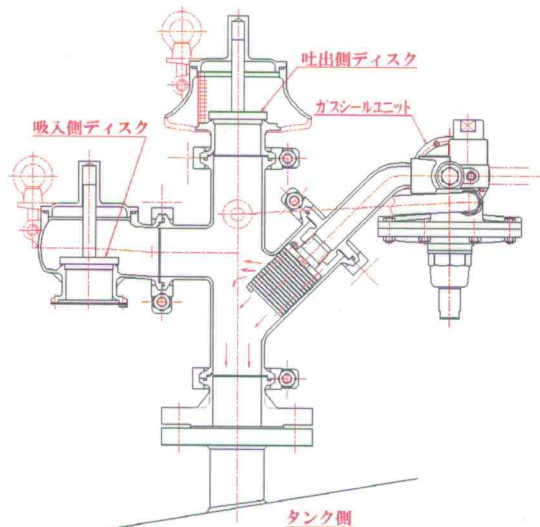 吐出側ディスク
ガスシールユニット
吸入側ディスク
タンク側